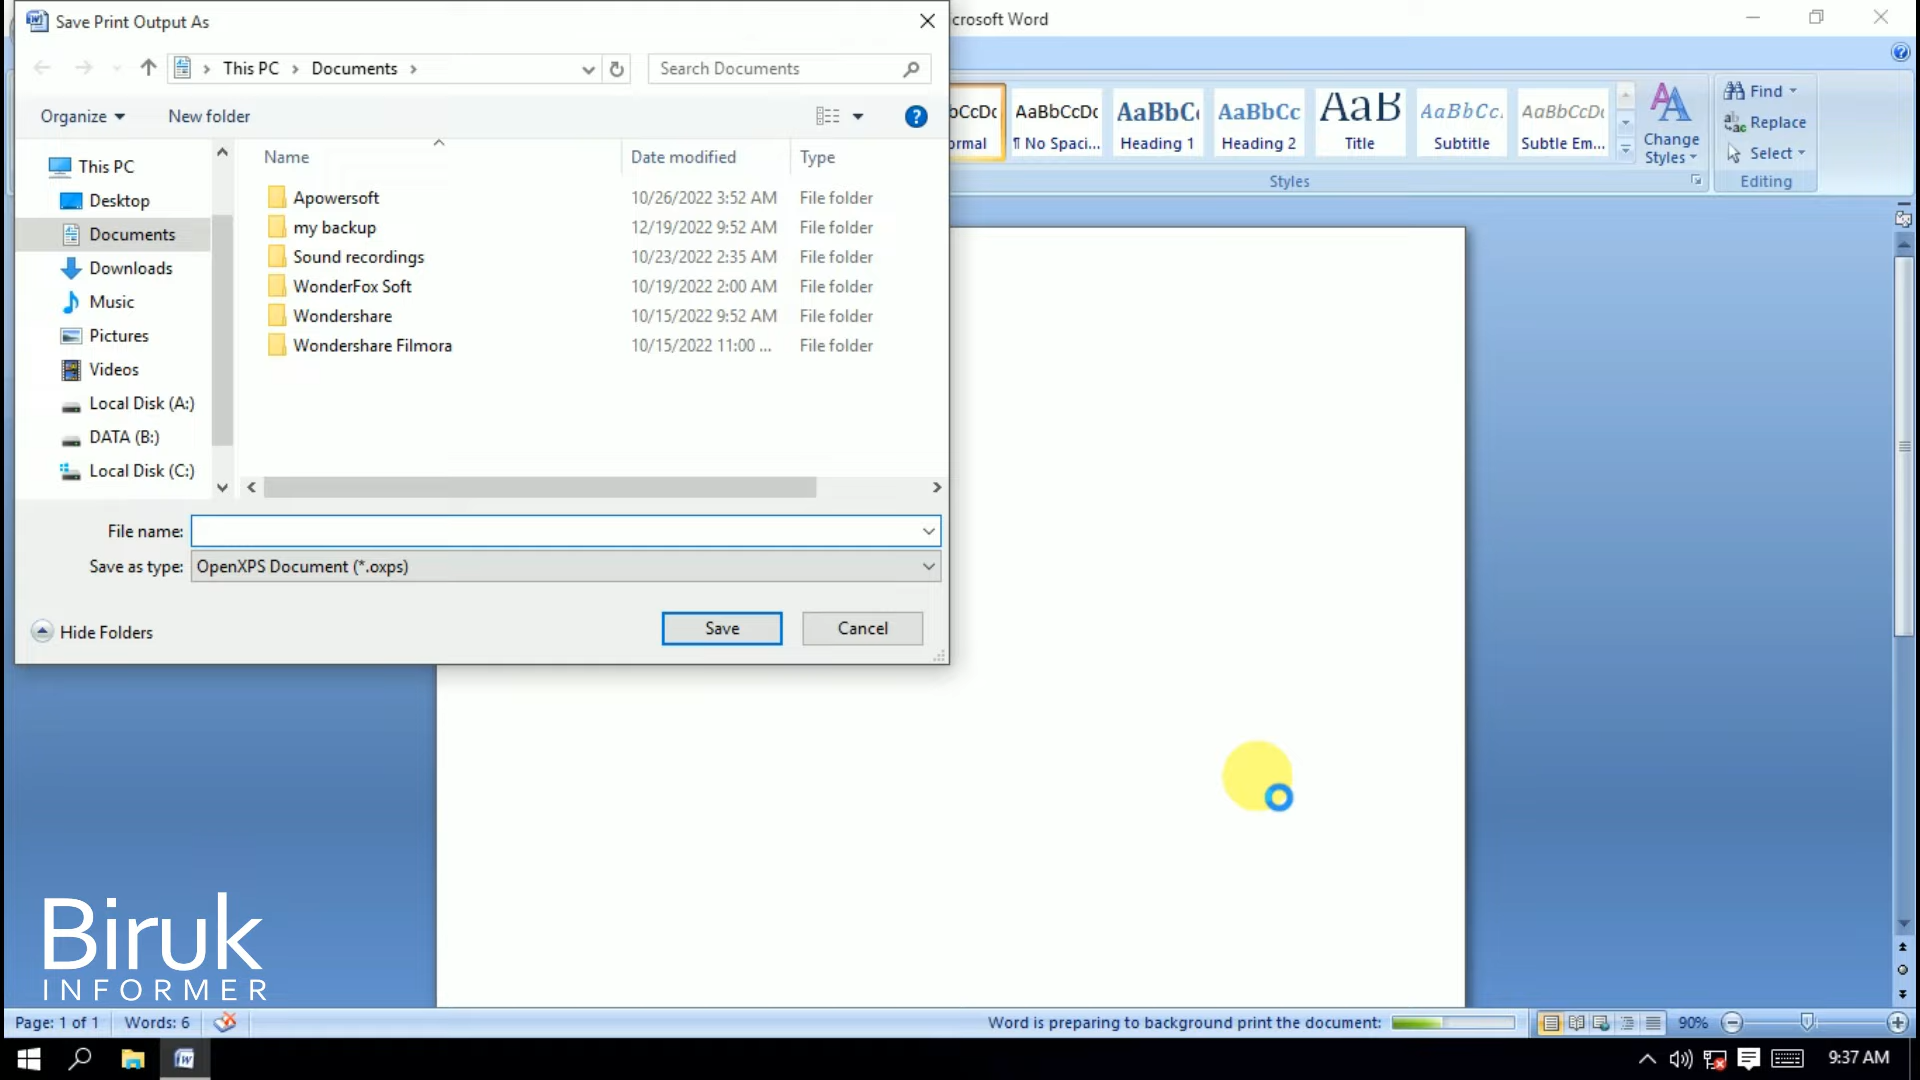 Save Print Output As
crosoft Word
This PC
Documents
Search Documents
Organize
New folder
Name
Date modified
Type
This PC
Desktop
Documents
Downloads
Music
Pictures
Videos
Local Disk (A:)
DATA (B:)
Local Disk (C:)
Apowersoft 10/26/2022 3:52 AM File folder
my backup 12/19/2022 9:52 AM File folder
Sound recordings 10/23/2022 2:35 AM File folder
WonderFox Soft 10/19/2022 2:00 AM File folder
Wondershare 10/15/2022 9:52 AM File folder
Wondershare Filmora 10/15/2022 11:00 ... File folder
File name:
Save as type: OpenXPS Document (*.oxps)
Hide Folders
Save
Cancel
bCcDc AaBbCcDc AaBbC( AaBbCc AaB AaBbCc. AaBbCcDc
ormal ¶ No Spaci... Heading 1 Heading 2 Title Subtitle Subtle Em...
Change
Styles
Styles
Find
Replace
Select
Editing
Biruk
INFORMER
Page: 1 of 1 Words: 6 Word is preparing to background print the document: 90%
9:37 AM